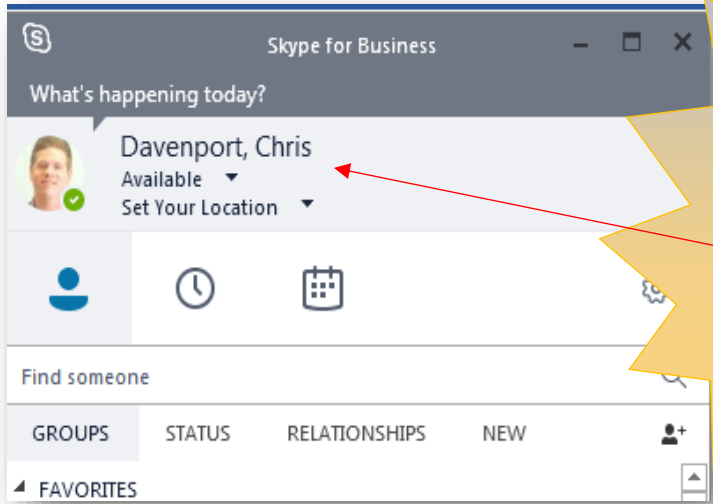 Skype for Business
What's happening today?
Davenport, Chris
Available
Set Your Location
Find someone
GROUPS STATUS RELATIONSHIPS NEW
FAVORITES